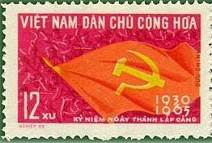 VIỆT NAM DÂN CHỦ CỘNG HÒA
12 XU
1930
1965
KỶ NIỆM NGÀY THÀNH LẬP ĐẢNG